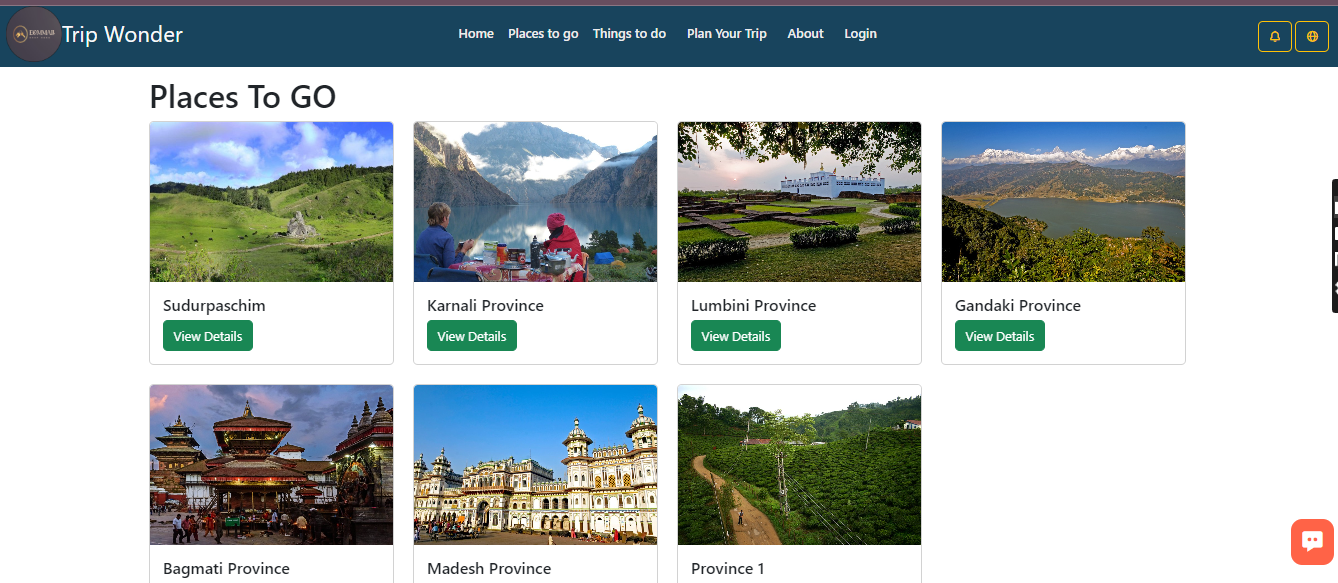 Trip Wonder
Home Places to go Things to do Plan Your Trip About Login
Places To GO
Sudurpaschim
View Details
Karnali Province
View Details
Lumbini Province
View Details
Gandaki Province
View Details
Bagmati Province
Madesh Province
Province 1